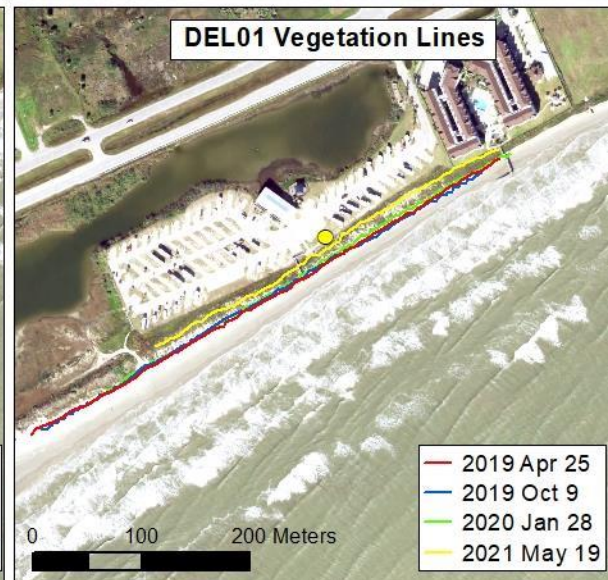 DEL01 Vegetation Lines
2019 Apr 25
2019 Oct 9
2020 Jan 28
2021 May 19
0 100 200 Meters